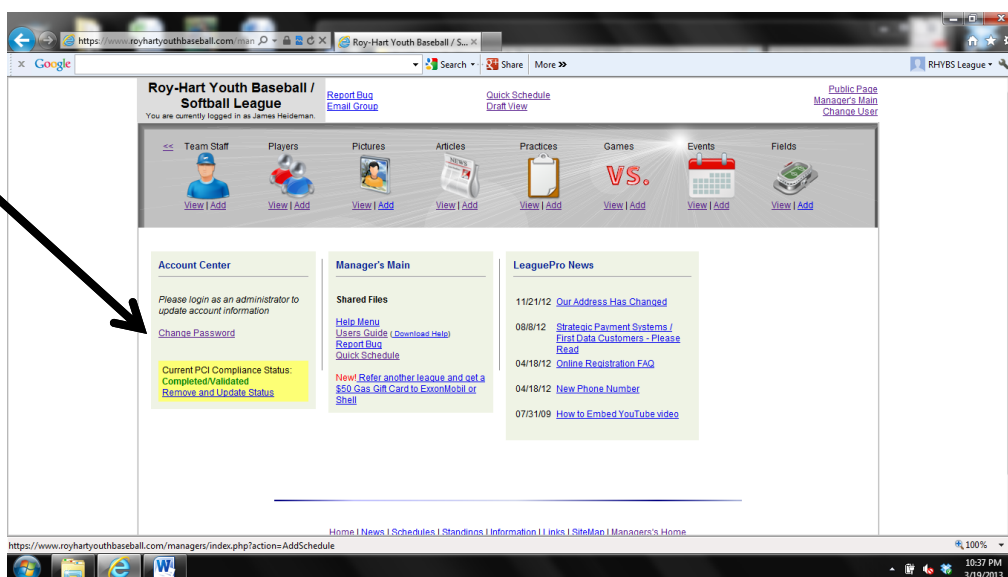 https://www.royhartyouthbaseball.com/man
Roy-Hart Youth Baseball / S...
x Google
Search
Share
More »
RHYBS League
Roy-Hart Youth Baseball /
Softball League
You are currently logged in as James Heideman.
Report Bug
Email Group
Quick Schedule
Draft View
Public Page
Manager's Main
Change User
<< Team Staff Players Pictures Articles Practices Games Events Fields
NEWS
VS.
View | Add View | Add View | Add View | Add View | Add View | Add View | Add View | Add
Account Center
Please login as an administrator to
update account information
Change Password
Current PCI Compliance Status:
Completed/Validated
Remove and Update Status
Manager's Main
Shared Files
Help Menu
Users Guide ( Download Help)
Report Bug
Quick Schedule
New! Refer another league and get a
$50 Gas Gift Card to ExxonMobil or
Shell
LeaguePro News
11/21/12 Our Address Has Changed
08/8/12 Strategic Payment Systems /
First Data Customers - Please
Read
04/18/12 Online Registration FAQ
04/18/12 New Phone Number
07/31/09 How to Embed YouTube video
Home | News | Schedules | Standings | Information | Links | SiteMap | Managers's Home
https://www.royhartyouthbaseball.com/managers/index.php?action=AddSchedule
100%
10:37 PM
3/19/2013